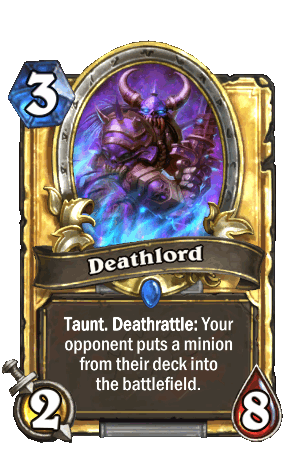 3
Deathlord
Taunt. Deathrattle: Your
opponent puts a minion
from their deck into
the battlefield.
2
8